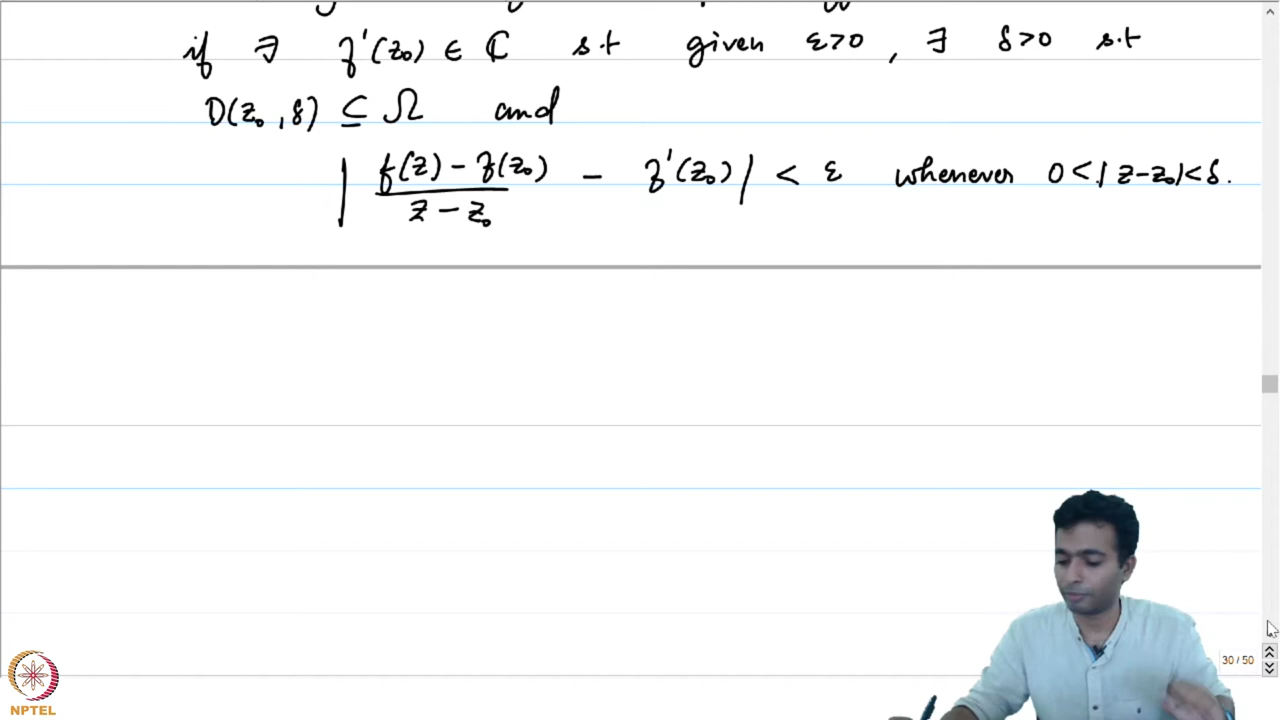 if ∃ f'(z₀) ∈ ℂ s.t given ε>0, ∃ δ>0 s.t
D(z₀, δ) ⊆ Ω and
| (f(z) - f(z₀)) / (z - z₀) - f'(z₀) | < ε whenever 0 < |z - z₀| < δ.
30 / 50
NPTEL